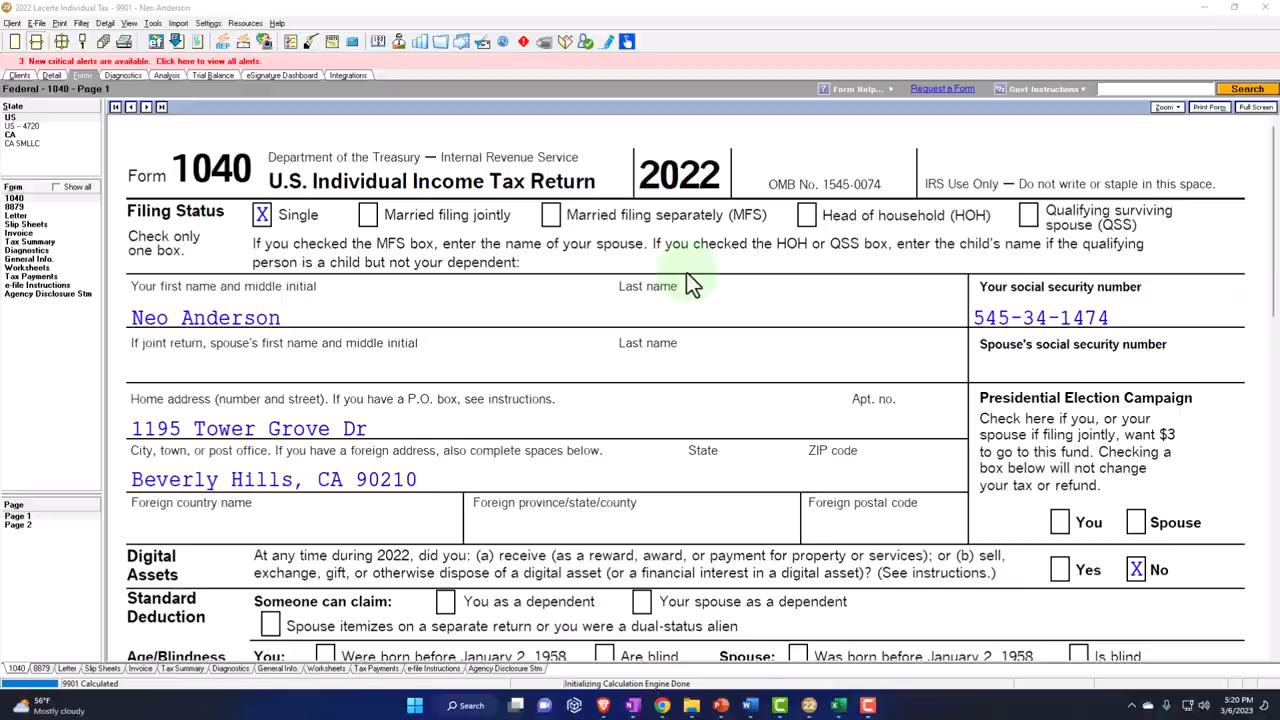 2022 Lacerte Individual Tax - 9901 - Neo Anderson
Client E-File Print Filter Detail View Tools Import Settings Resources Help
3 New critical alerts are available. Click here to view all alerts.
Clients Detail Forms Diagnostics Analysis Trial Balance eSignature Dashboard Integrations
Federal - 1040 - Page 1 Form Help... Request a Form Govt Instructions Search
Zoom Print Form Full Screen
State
US
US - 4720
CA
CA SMLLC
Form Show all
1040
8879
Letter
Slip Sheets
Invoice
Tax Summary
Diagnostics
General Info.
Worksheets
Tax Payments
e-file Instructions
Agency Disclosure Stm
Page
Page 1
Page 2
Form 1040 Department of the Treasury — Internal Revenue Service
U.S. Individual Income Tax Return 2022 OMB No. 1545-0074 IRS Use Only — Do not write or staple in this space.
Filing Status X Single Married filing jointly Married filing separately (MFS) Head of household (HOH) Qualifying surviving spouse (QSS)
Check only one box.
If you checked the MFS box, enter the name of your spouse. If you checked the HOH or QSS box, enter the child's name if the qualifying
person is a child but not your dependent:
Your first name and middle initial Last name Your social security number
Neo Anderson 545-34-1474
If joint return, spouse's first name and middle initial Last name Spouse's social security number
Home address (number and street). If you have a P.O. box, see instructions. Apt. no.
1195 Tower Grove Dr
City, town, or post office. If you have a foreign address, also complete spaces below. State ZIP code
Beverly Hills, CA 90210
Foreign country name Foreign province/state/county Foreign postal code
Presidential Election Campaign
Check here if you, or your
spouse if filing jointly, want $3
to go to this fund. Checking a
box below will not change
your tax or refund.
You Spouse
Digital Assets
At any time during 2022, did you: (a) receive (as a reward, award, or payment for property or services); or (b) sell,
exchange, gift, or otherwise dispose of a digital asset (or a financial interest in a digital asset)? (See instructions.) Yes X No
Standard Deduction
Someone can claim: You as a dependent Your spouse as a dependent
Spouse itemizes on a separate return or you were a dual-status alien
Age/Blindness You: Were born before January 2, 1958 Are blind Spouse: Was born before January 2, 1958 Is blind
1040 8879 Letter Slip Sheets Invoice Tax Summary Diagnostics General Info. Worksheets Tax Payments e-file Instructions Agency Disclosure Stm
9901 Calculated Initializing Calculation Engine Done
56°F
Mostly cloudy
Search
5:20 PM
3/6/2023